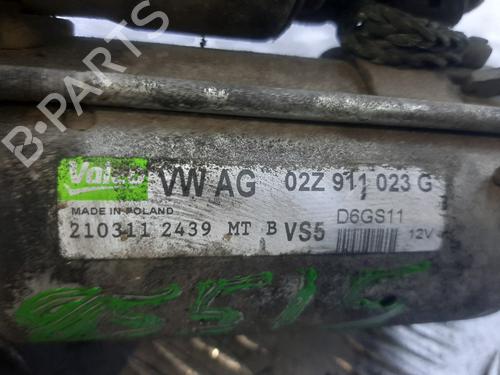 B-PARTS
Valeo VW AG 02Z 911 023 G
MADE IN POLAND D6GS11
210311 2439 MT B VS5 12V